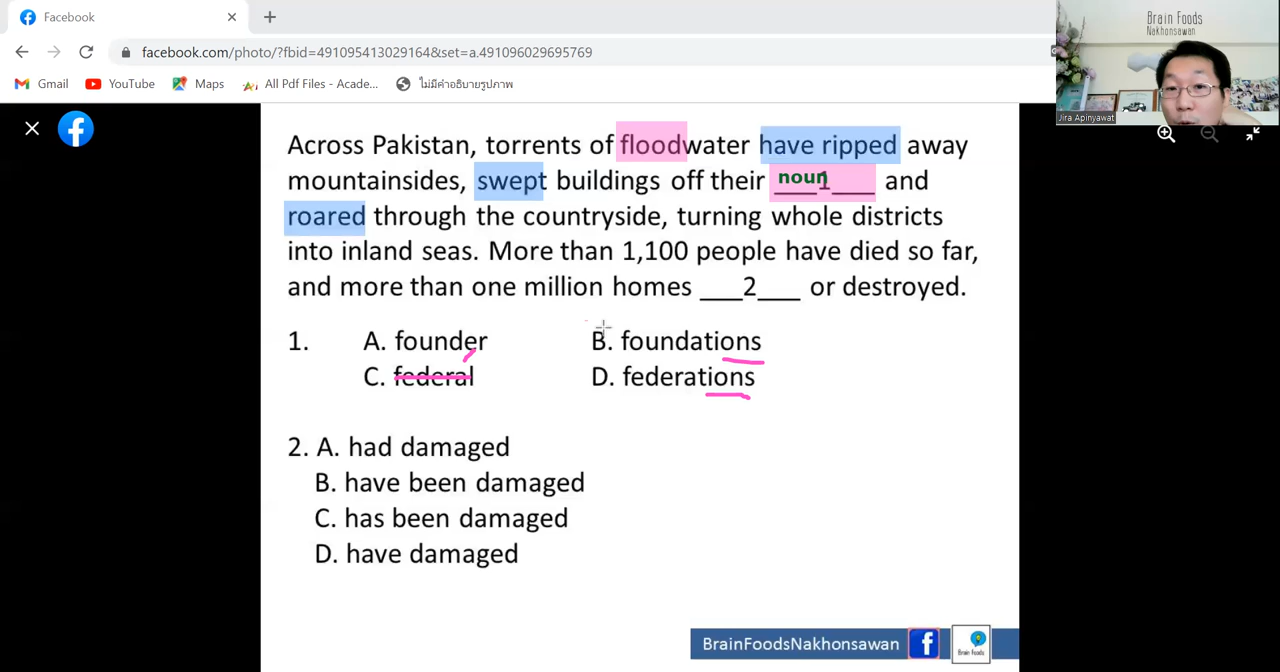 Facebook
facebook.com/photo/?fbid=491095413029164&set=a.491096029695769
Gmail YouTube Maps All Pdf Files - Acade... ไม่มีคำอธิบายรูปภาพ
Brain Foods
Nakhonsawan
Jira Apinyawat
Across Pakistan, torrents of floodwater have ripped away
mountainsides, swept buildings off their ___1___ and
noun
roared through the countryside, turning whole districts
into inland seas. More than 1,100 people have died so far,
and more than one million homes ___2___ or destroyed.
1. A. founder B. foundations
C. federal D. federations
2. A. had damaged
B. have been damaged
C. has been damaged
D. have damaged
BrainFoodsNakhonsawan
Brain Foods